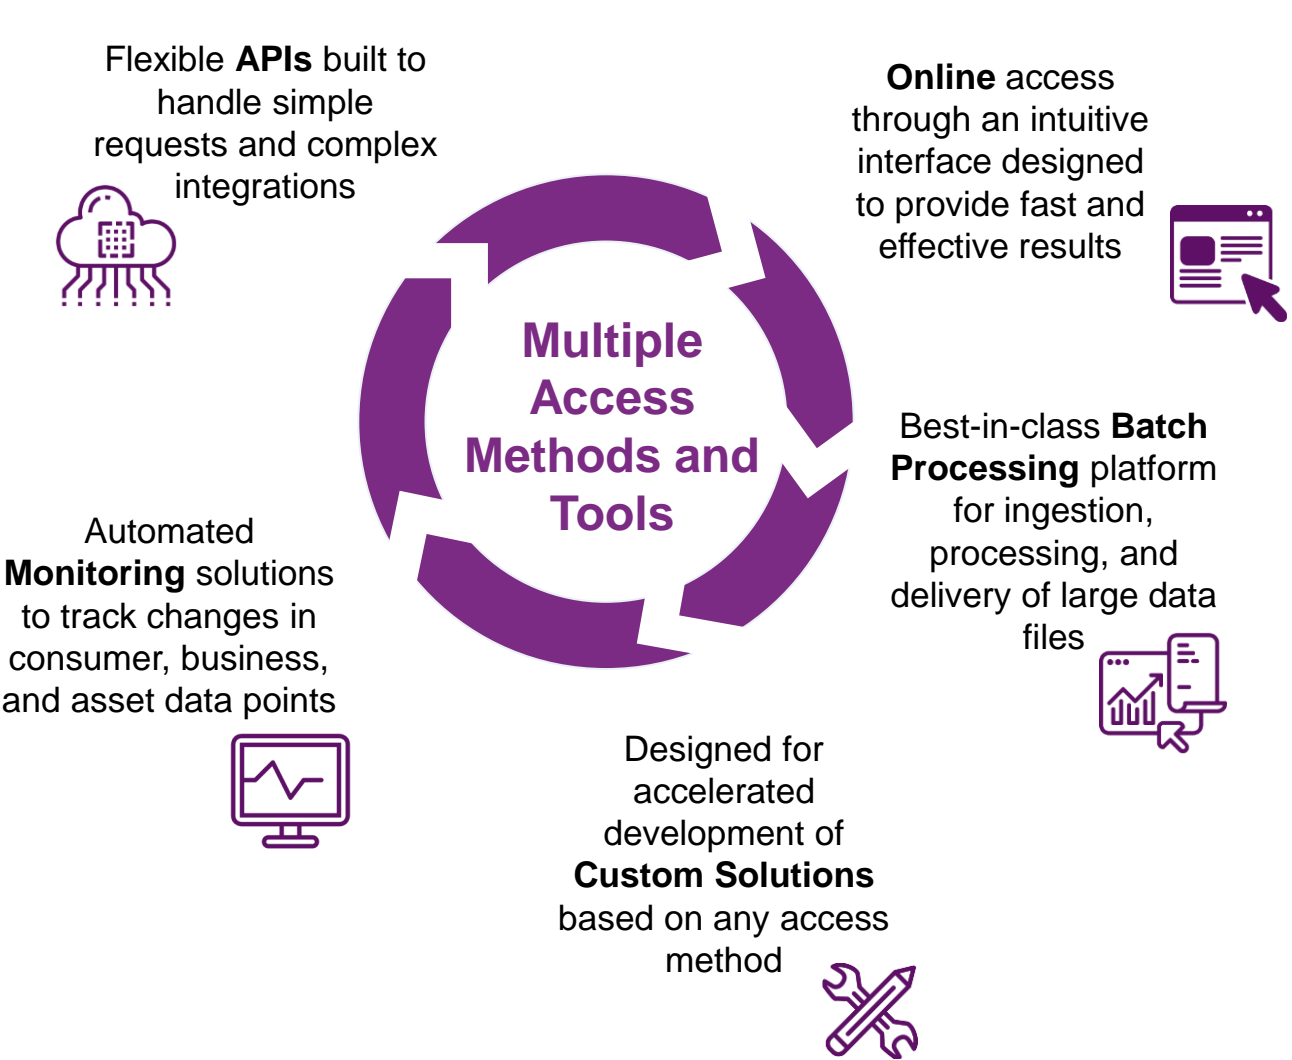 Flexible APIs built to
handle simple
requests and complex
integrations
Online access
through an intuitive
interface designed
to provide fast and
effective results
Multiple
Access
Methods and
Tools
Best-in-class Batch
Processing platform
for ingestion,
processing, and
delivery of large data
files
Automated
Monitoring solutions
to track changes in
consumer, business,
and asset data points
Designed for
accelerated
development of
Custom Solutions
based on any access
method